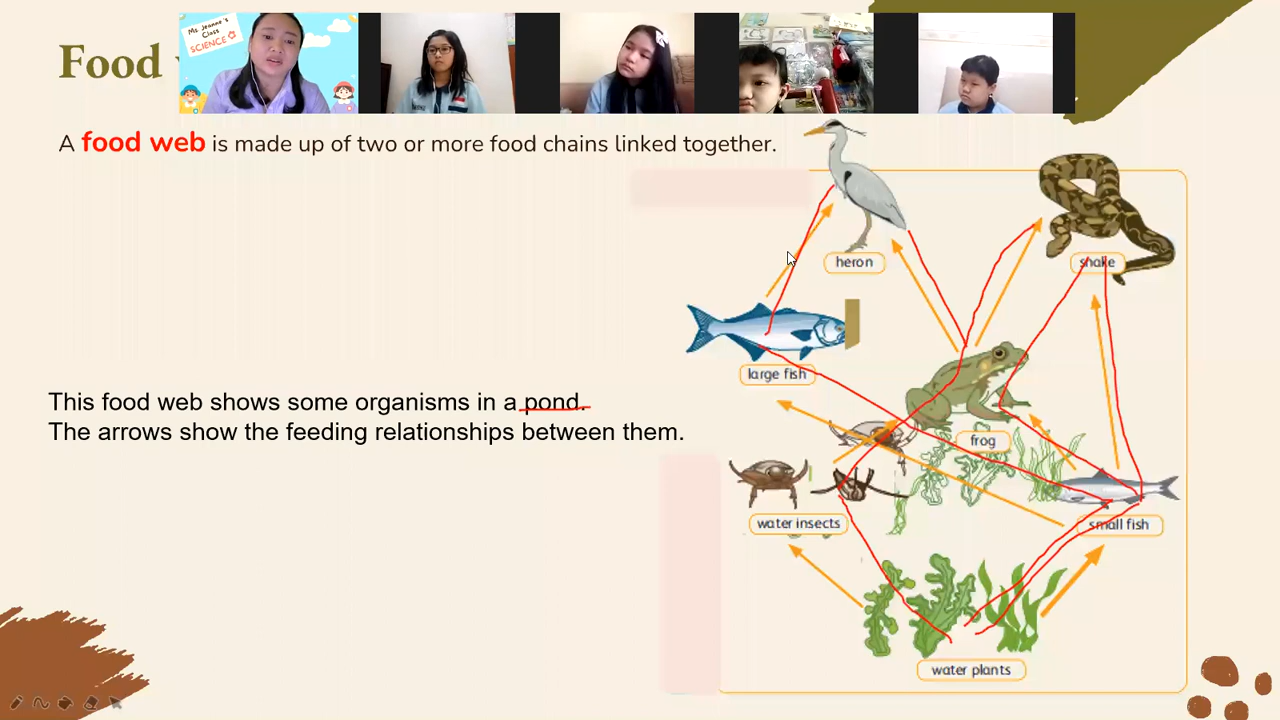 Food
Ms Jeanne's
Class
SCIENCE
A food web is made up of two or more food chains linked together.
heron
snake
large fish
This food web shows some organisms in a pond.
The arrows show the feeding relationships between them.
frog
water insects
small fish
water plants